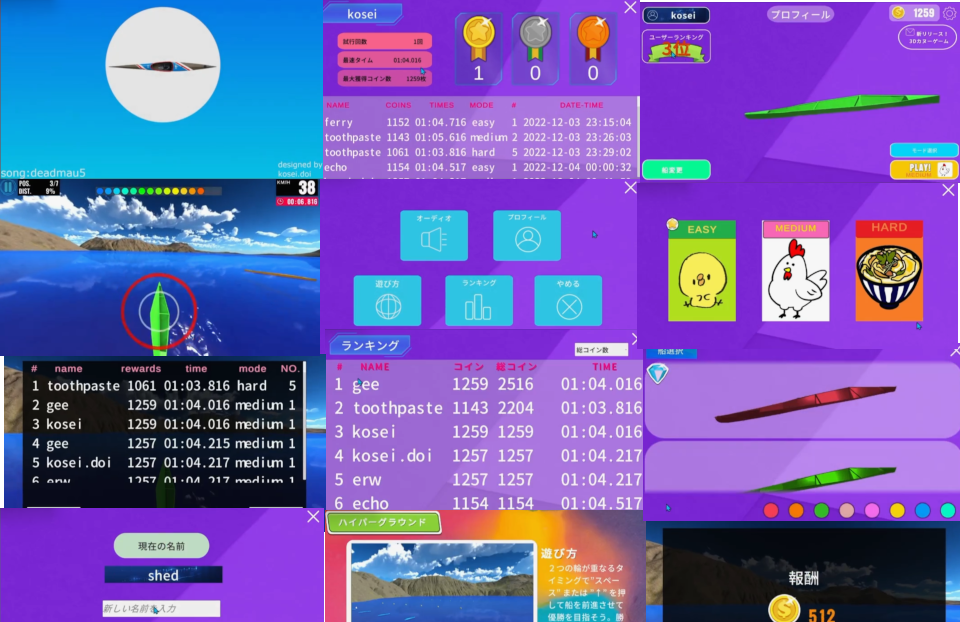 song:deadmau5
designed by
kosei.doi
kosei
試行回数 1回
最速タイム 01:04.016
最大獲得コイン数 1259枚
1 0 0
NAME COINS TIMES MODE # DATE-TIME
ferry 1152 01:04.716 easy 1 2022-12-03 23:15:04
toothpaste 1143 01:05.616 medium 2 2022-12-03 23:26:03
toothpaste 1061 01:03.816 hard 5 2022-12-03 23:29:02
echo 1154 01:04.517 easy 1 2022-12-04 00:00:32
kosei
プロフィール
1259
ユーザーランキング
3位
新リリース！
3Dカヌーゲーム
船変更
モード選択
PLAY!
POS. 3/7
DIST. 9%
KM/H 38
00:06.816
オーディオ
プロフィール
遊び方
ランキング
やめる
EASY
MEDIUM
HARD
# name rewards time mode NO.
1 toothpaste 1061 01:03.816 hard 5
2 gee 1259 01:04.016 medium 1
3 kosei 1259 01:04.016 medium 1
4 gee 1257 01:04.215 medium 1
5 kosei.doi 1257 01:04.217 medium 1
6 erw 1257 01:04.217 medium 1
ランキング
総コイン数
# NAME コイン 総コイン TIME
1 gee 1259 2516 01:04.016
2 toothpaste 1143 2204 01:03.816
3 kosei 1259 1259 01:04.016
4 kosei.doi 1257 1257 01:04.217
5 erw 1257 1257 01:04.217
6 echo 1154 1154 01:04.517
船選択
現在の名前
shed
新しい名前を入力
ハイパーグラウンド
遊び方
２つの輪が重なるタ
イミングで"スペー
ス"または"↑"を押
して船を前進させて
優勝を目指そう。勝
報酬
512